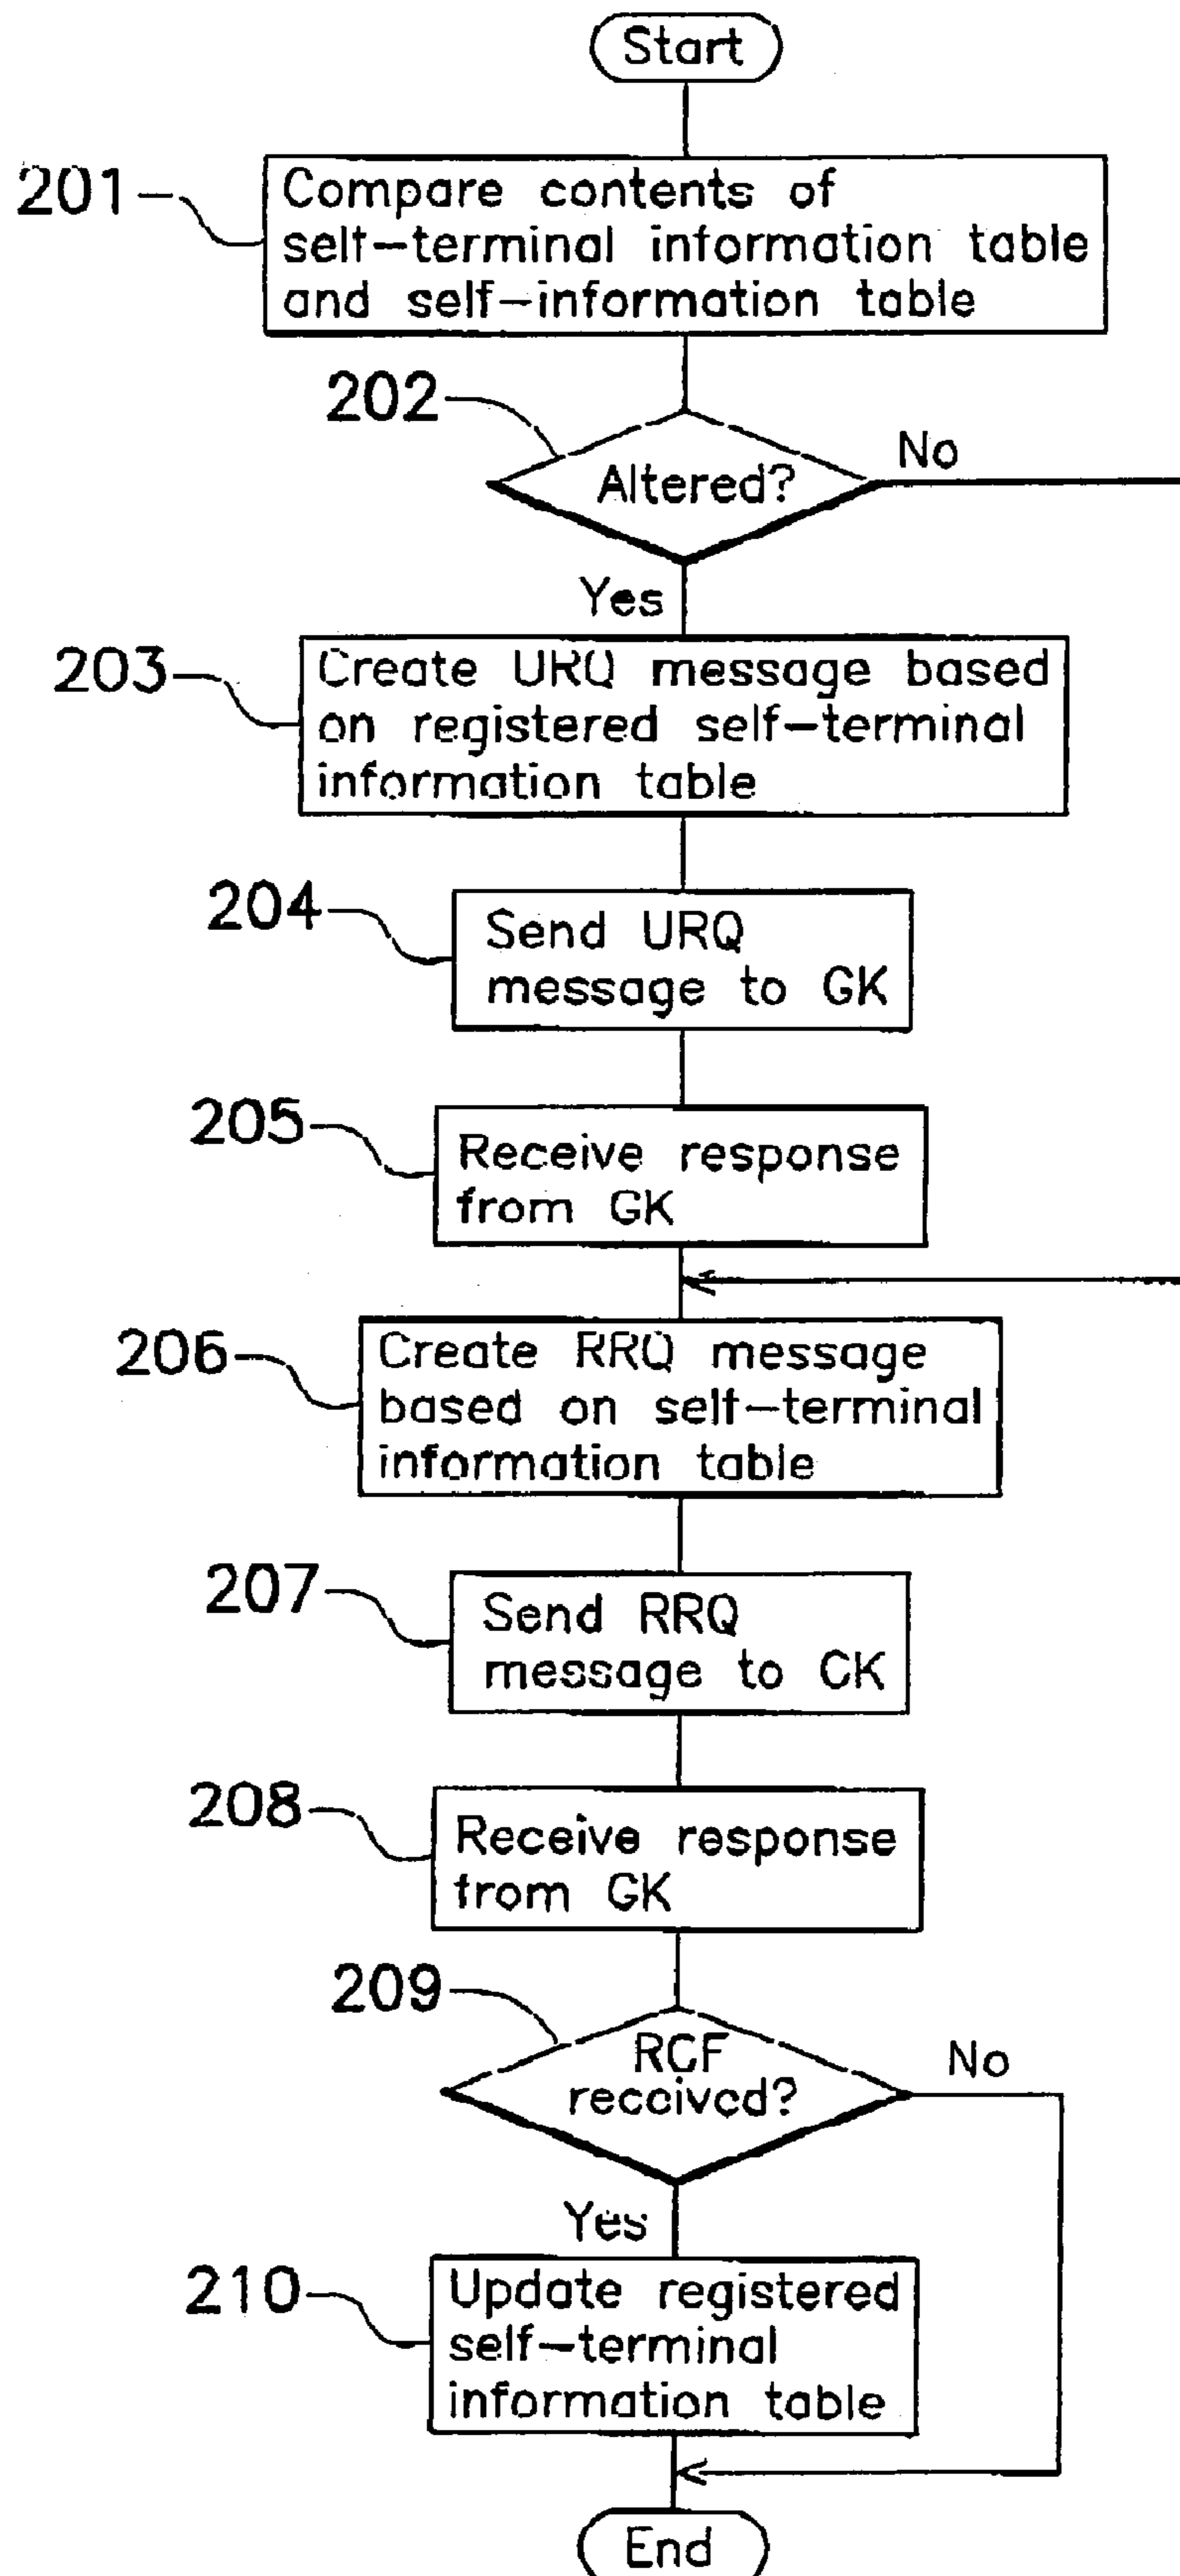 Start
201
Compare contents of
self-terminal information table
and self-information table
202
Altered?
No
Yes
203
Create URQ message based
on registered self-terminal
information table
204
Send URQ
message to GK
205
Receive response
from GK
206
Create RRQ message
based on self-terminal
information table
207
Send RRQ
message to CK
208
Receive response
from GK
209
RCF
received?
No
Yes
210
Update registered
self-terminal
information table
End